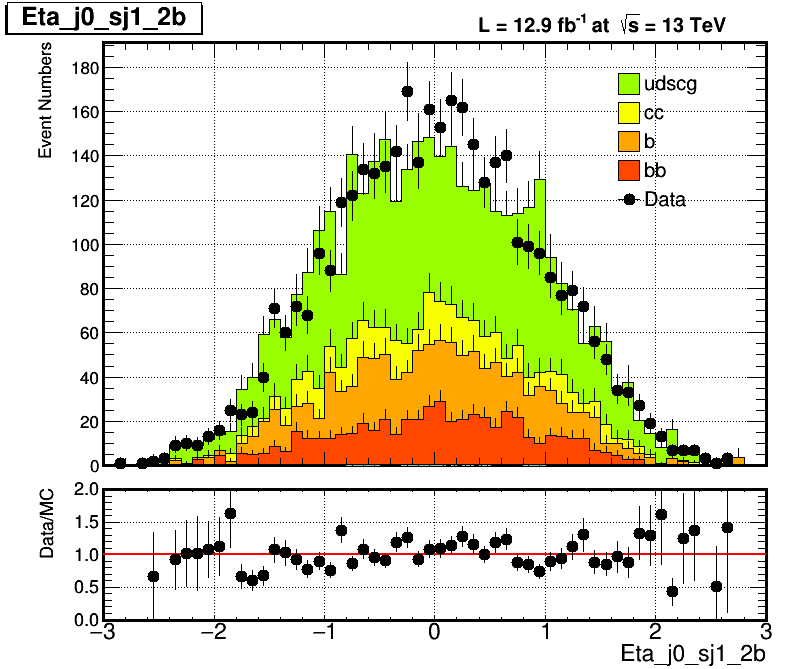 Eta_j0_sj1_2b
L = 12.9 fb⁻¹ at √s = 13 TeV
Event Numbers
180
160
140
120
100
80
60
40
20
0
udscg
cc
b
bb
Data
Data/MC
2.0
1.5
1.0
0.5
0.0
−3 −2 −1 0 1 2 3
Eta_j0_sj1_2b